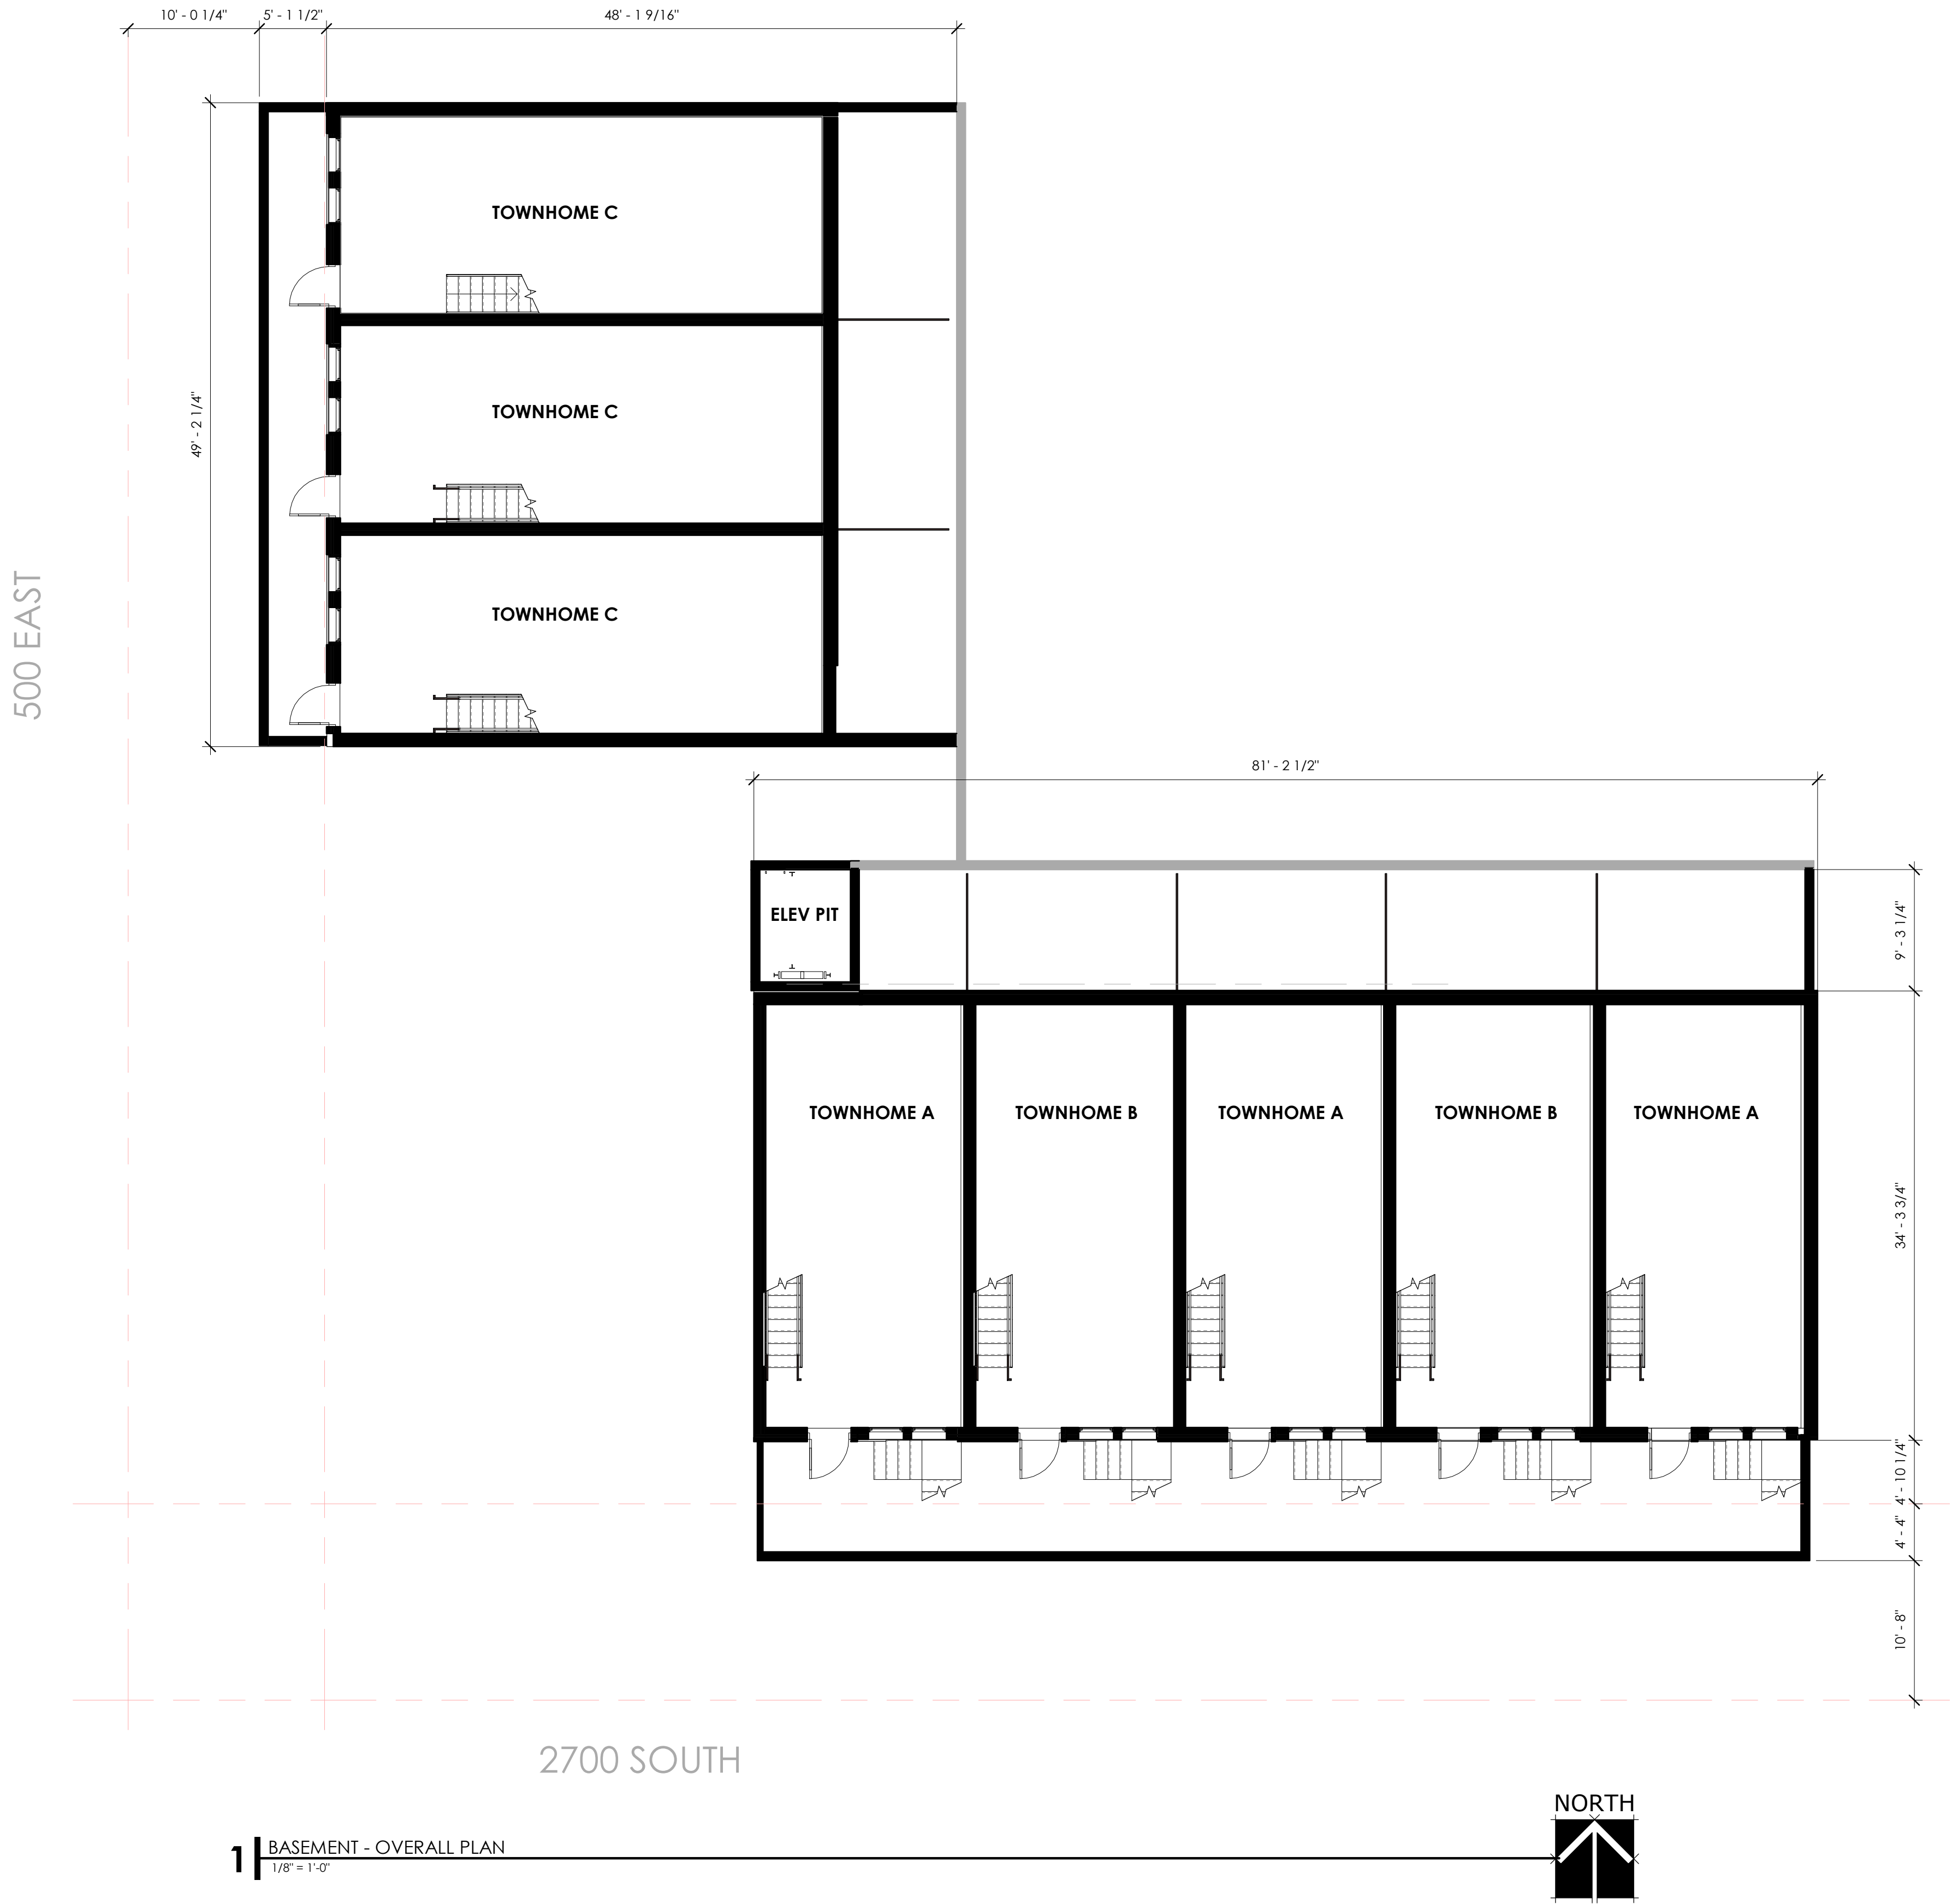 10' - 0 1/4" 5' - 1 1/2" 48' - 1 9/16"
TOWNHOME C
49' - 2 1/4"
TOWNHOME C
500 EAST
TOWNHOME C
81' - 2 1/2"
ELEV PIT
9' - 3 1/4"
TOWNHOME A TOWNHOME B TOWNHOME A TOWNHOME B TOWNHOME A
34' - 3 3/4"
4' - 10 1/4"
4' - 4"
10' - 8"
2700 SOUTH
NORTH
1 BASEMENT - OVERALL PLAN
1/8" = 1'-0"